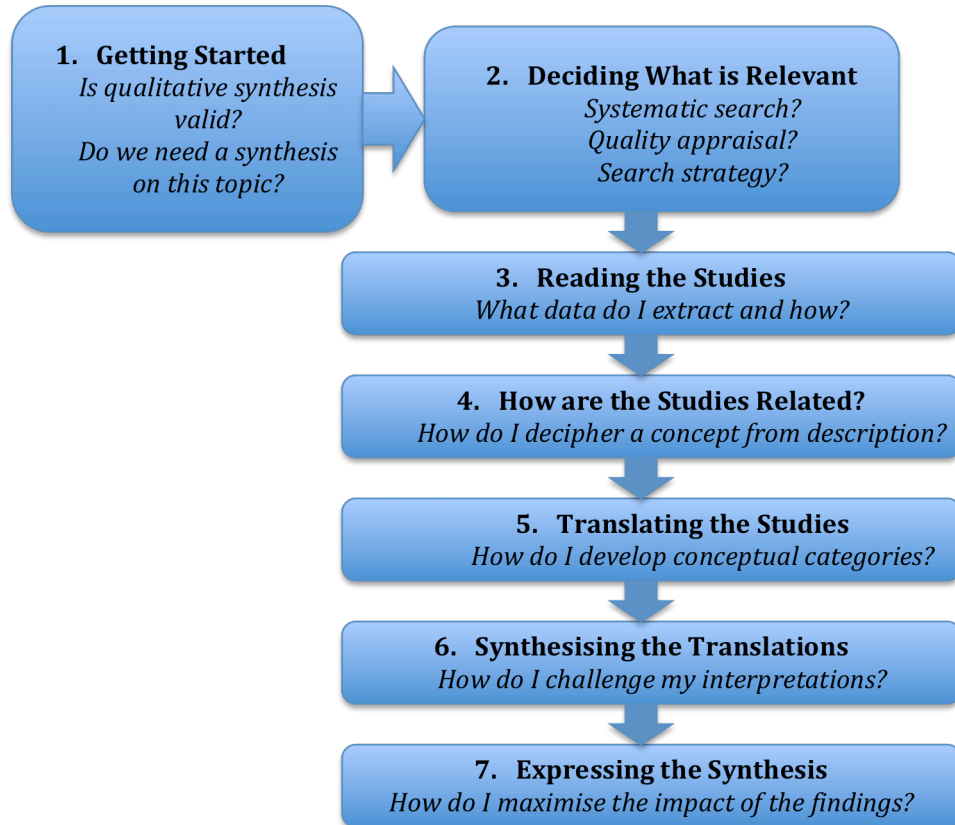 1. Getting Started
Is qualitative synthesis
valid?
Do we need a synthesis
on this topic?
2. Deciding What is Relevant
Systematic search?
Quality appraisal?
Search strategy?
3. Reading the Studies
What data do I extract and how?
4. How are the Studies Related?
How do I decipher a concept from description?
5. Translating the Studies
How do I develop conceptual categories?
6. Synthesising the Translations
How do I challenge my interpretations?
7. Expressing the Synthesis
How do I maximise the impact of the findings?